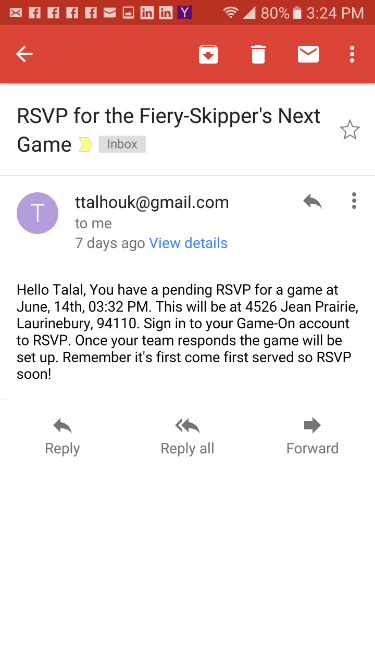 80% 3:24 PM
RSVP for the Fiery-Skipper's Next
Game Inbox
T
ttalhouk@gmail.com
to me
7 days ago View details
Hello Talal, You have a pending RSVP for a game at
June, 14th, 03:32 PM. This will be at 4526 Jean Prairie,
Laurinebury, 94110. Sign in to your Game-On account
to RSVP. Once your team responds the game will be
set up. Remember it's first come first served so RSVP
soon!
Reply Reply all Forward